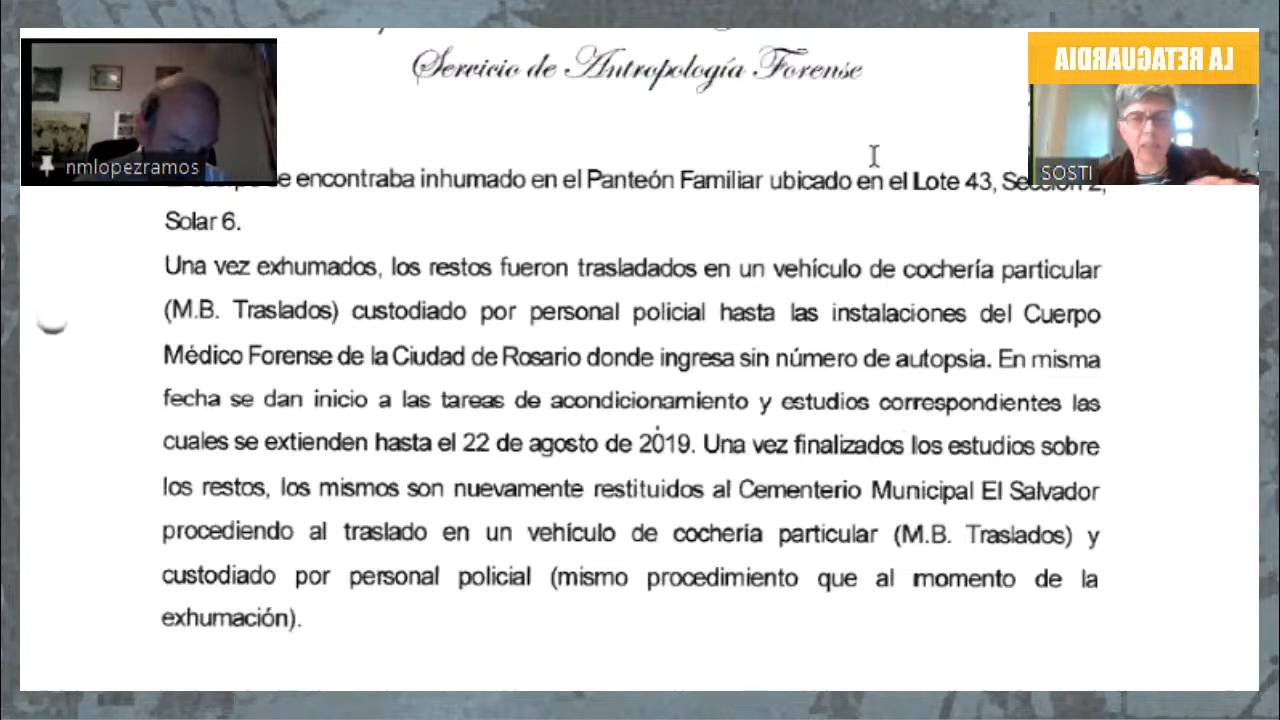 Servicio de Antropología Forense
LA RETAGUARDIA
nmlopezramos
SOSTI
encontraba inhumado en el Panteón Familiar ubicado en el Lote 43, Sección 2,
Solar 6.
Una vez exhumados, los restos fueron trasladados en un vehículo de cochería particular
(M.B. Traslados) custodiado por personal policial hasta las instalaciones del Cuerpo
Médico Forense de la Ciudad de Rosario donde ingresa sin número de autopsia. En misma
fecha se dan inicio a las tareas de acondicionamiento y estudios correspondientes las
cuales se extienden hasta el 22 de agosto de 2019. Una vez finalizados los estudios sobre
los restos, los mismos son nuevamente restituidos al Cementerio Municipal El Salvador
procediendo al traslado en un vehículo de cochería particular (M.B. Traslados) y
custodiado por personal policial (mismo procedimiento que al momento de la
exhumación).